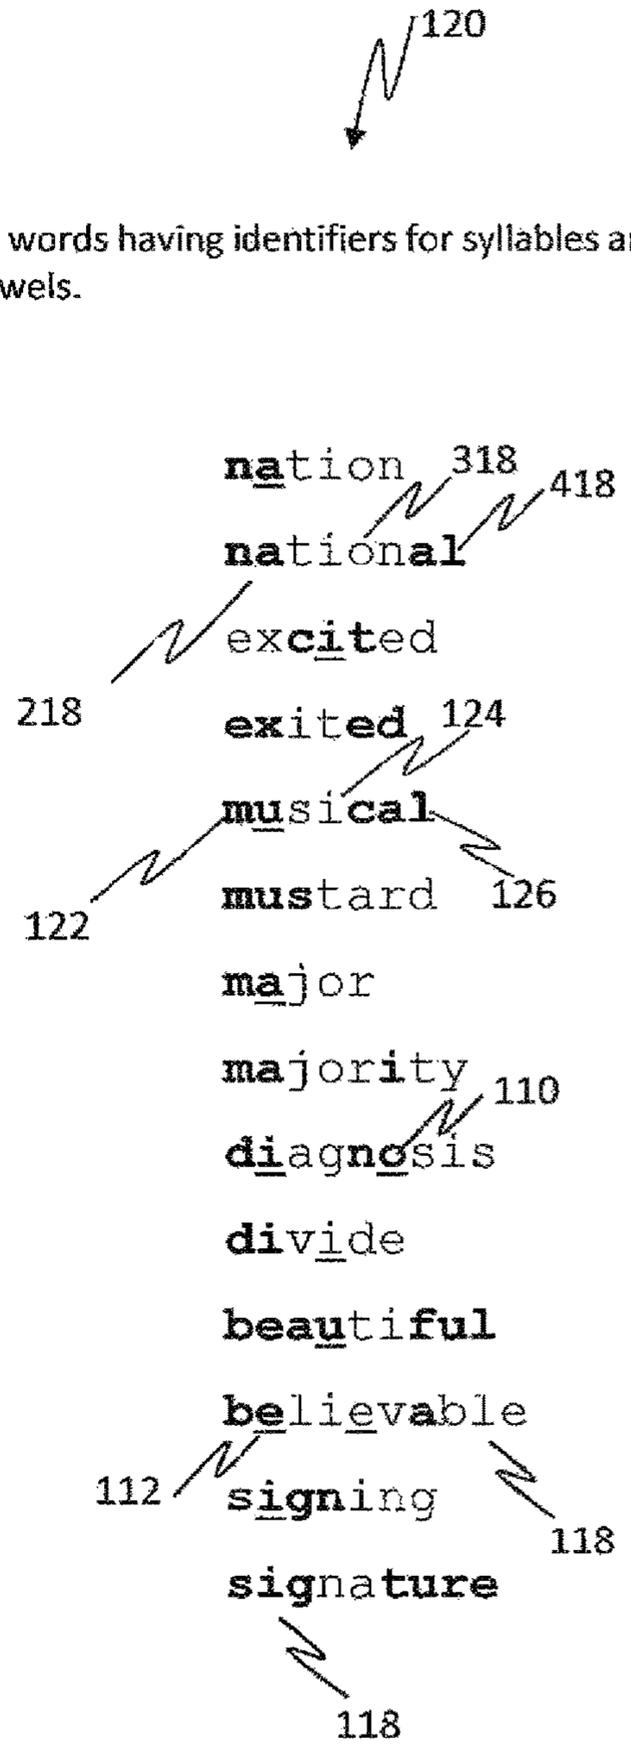 120
words having identifiers for syllables
wels.
nation
318
418
national
excited
218
exited
124
musical
126
122
mustard
major
majority
110
diagnosis
divide
beautiful
believable
112
signing
118
signature
118